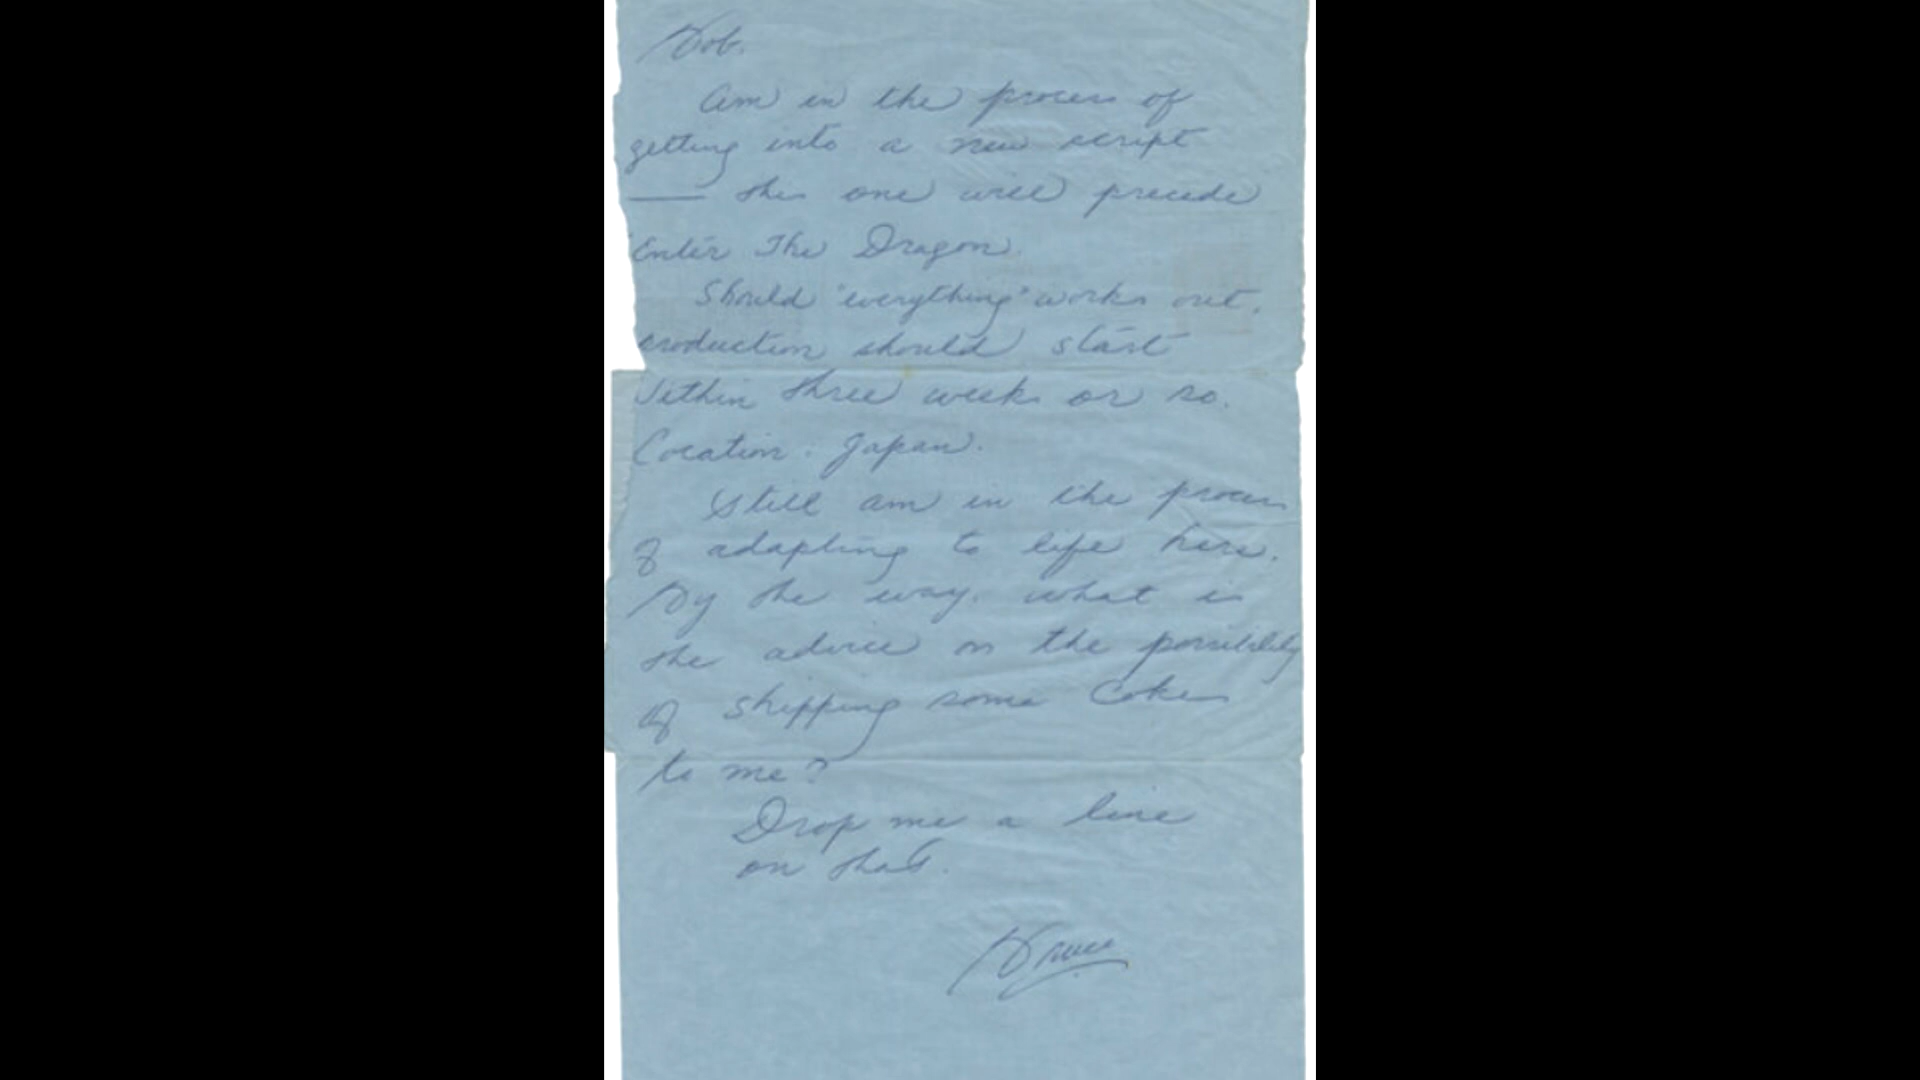 Bob.
Am in the process of
getting into a new script
— this one will precede
Enter The Dragon.
Should "everything" works out,
production should start
Within three weeks or so.
Location: Japan.
Still am in the process
of adapting to life here.
By the way, what is
the advice on the possibility
of shipping some Cokes
to me?
Drop me a line
on that.
Bruce